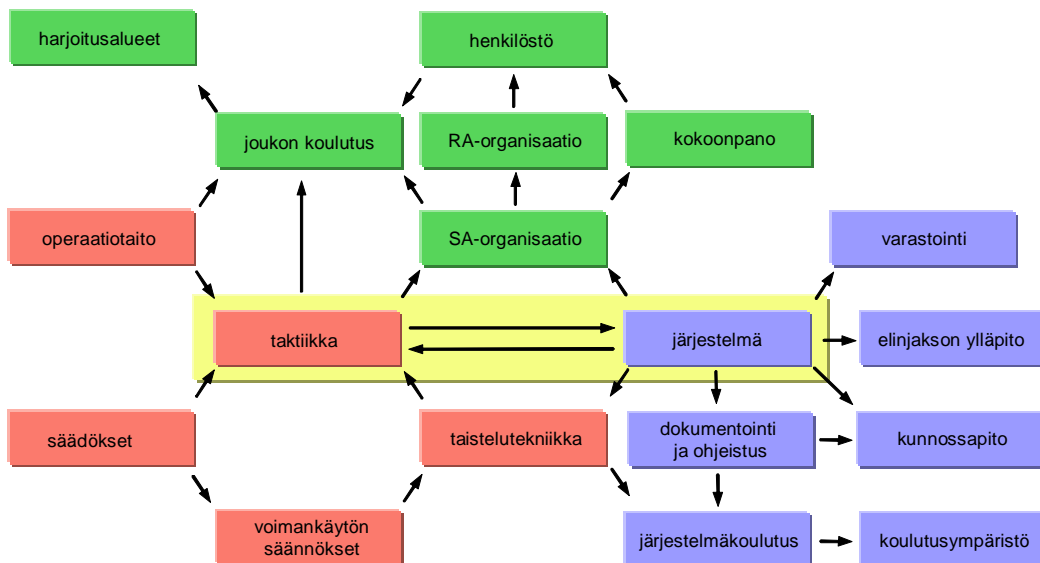 harjoitusalueet
henkilöstö
joukon koulutus
RA-organisaatio
kokoonpano
operaatiotaito
SA-organisaatio
varastointi
taktiikka
järjestelmä
elinjakson ylläpito
säädökset
taistelutekniikka
dokumentointi
ja ohjeistus
kunnossapito
voimankäytön
säännökset
järjestelmäkoulutus
koulutusympäristö